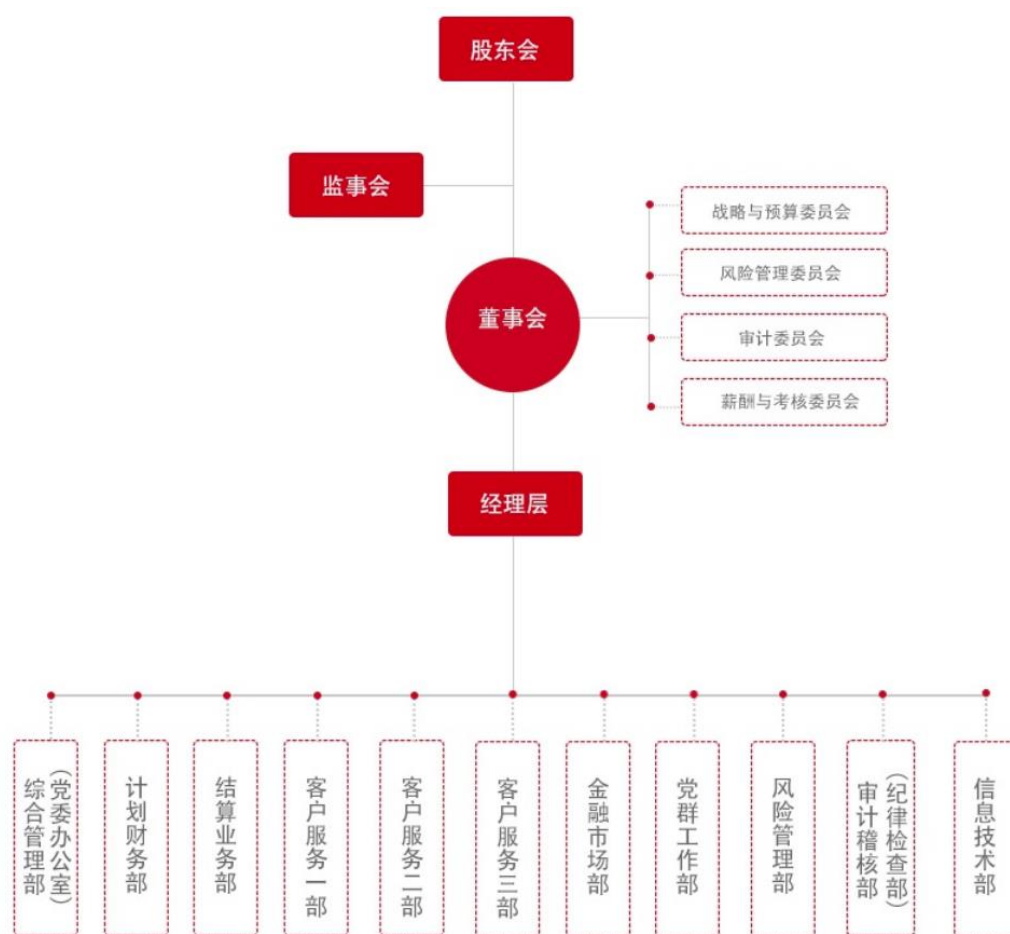 股东会
监事会
战略与预算委员会
风险管理委员会
董事会
审计委员会
薪酬与考核委员会
经理层
综合管理部
（党委办公室）
计划财务部
结算业务部
客户服务一部
客户服务二部
客户服务三部
金融市场部
党群工作部
风险管理部
审计稽核部
（纪律检查部）
信息技术部